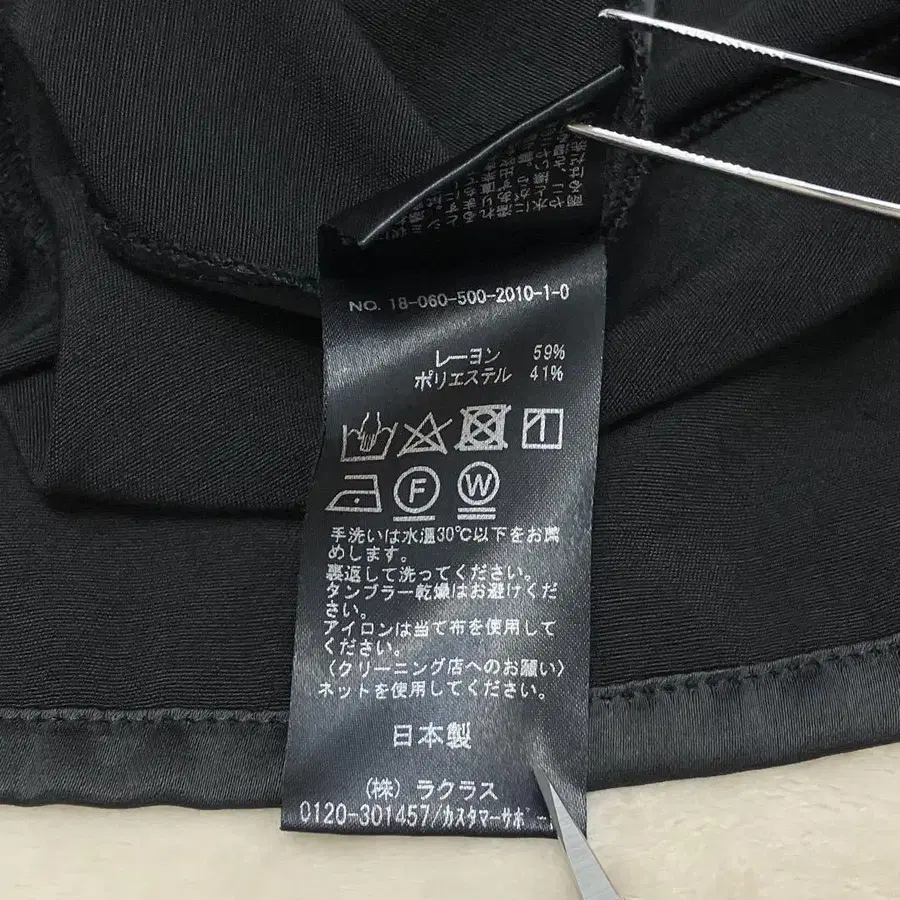 NO. 18-060-500-2010-1-0
レーヨン 59%
ポリエステル 41%
F W
手洗いは水温30℃以下をお薦
めします。
裏返して洗ってください。
タンブラー乾燥はお避けくだ
さい。
アイロンは当て布を使用して
ください。
〈クリーニング店へのお願い〉
ネットを使用してください。
日本製
(株) ラクラス
0120-301457/カスタマーサポー